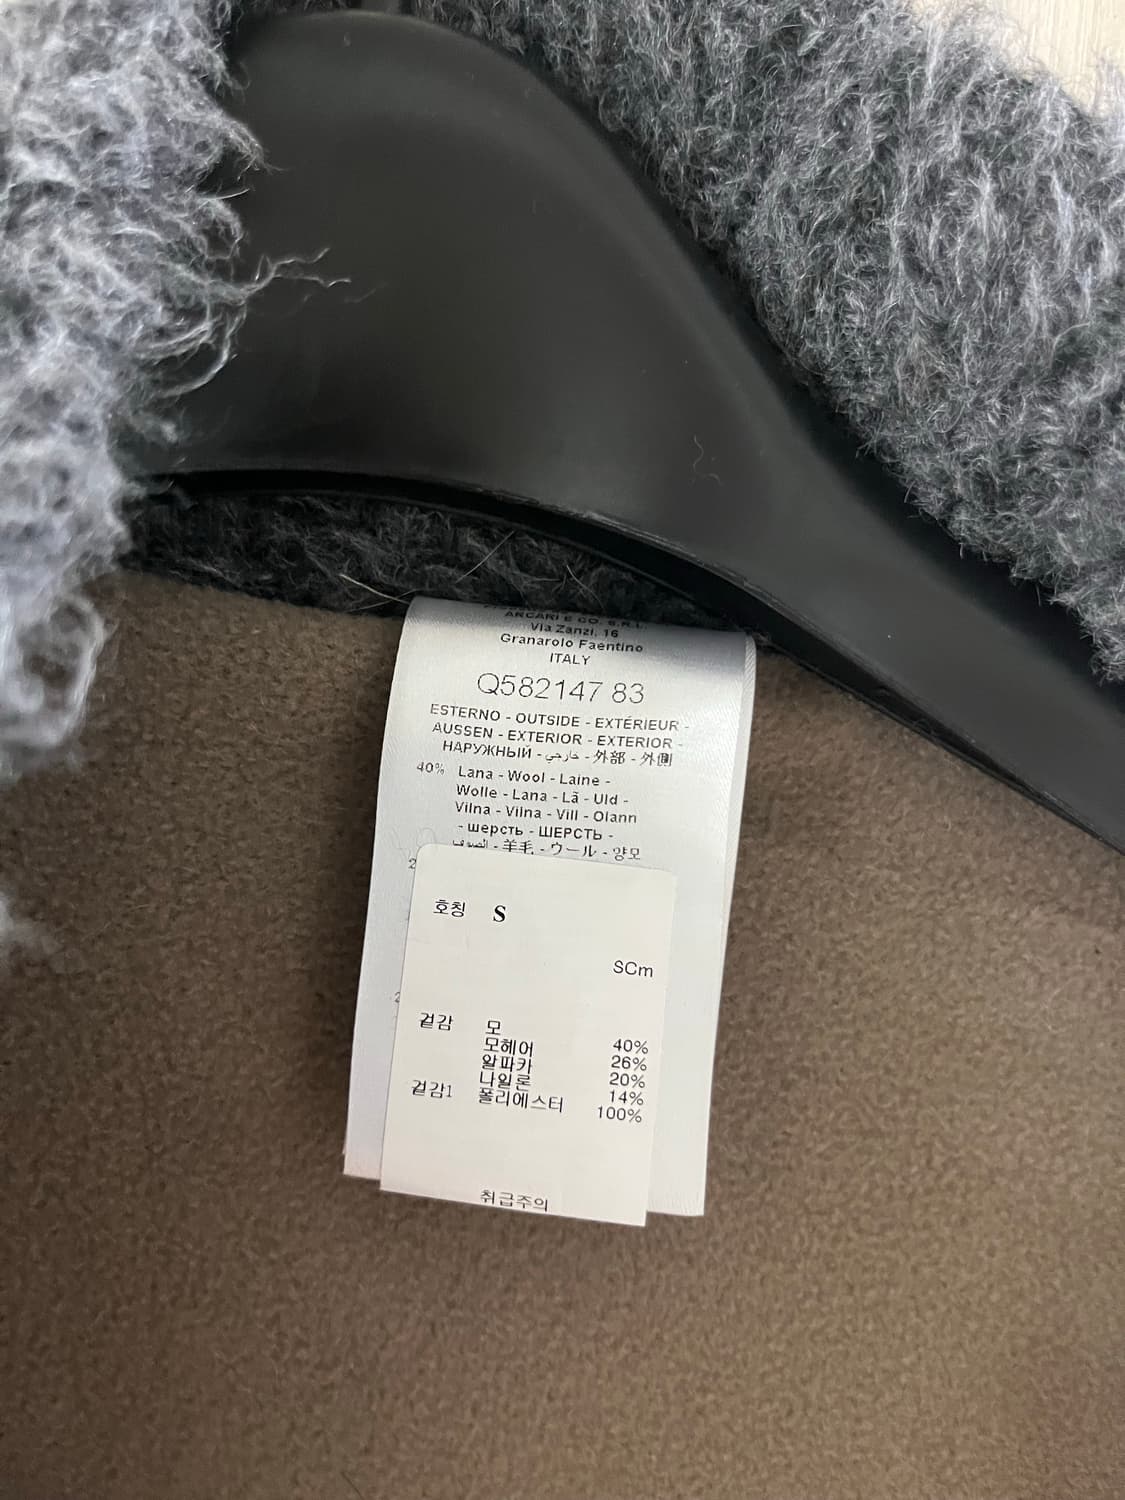 ARCARI E CO. S.R.L.
Via Zanzi, 16
Granarolo Faentino
ITALY
Q582147 83
ESTERNO - OUTSIDE - EXTÉRIEUR -
AUSSEN - EXTERIOR - EXTERIOR -
НАРУЖНЫЙ - خارجي - 外部 - 外側
40% Lana - Wool - Laine -
Wolle - Lana - Lã - Uld -
Vilna - Vilna - Vill - Olann
- шерсть - ШЕРСТЬ -
الصوف - 羊毛 - ウール - 양모
호칭 S
SCm
겉감 모 40%
모헤어 26%
알파카 20%
나일론 14%
겉감1 폴리에스터 100%
취급주의